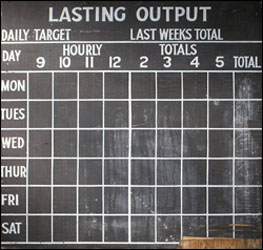 LASTING OUTPUT
DAILY TARGET LAST WEEKS TOTAL
DAY HOURLY TOTALS
9 10 11 12 2 3 4 5 TOTAL
MON
TUES
WED
THUR
FRI
SAT